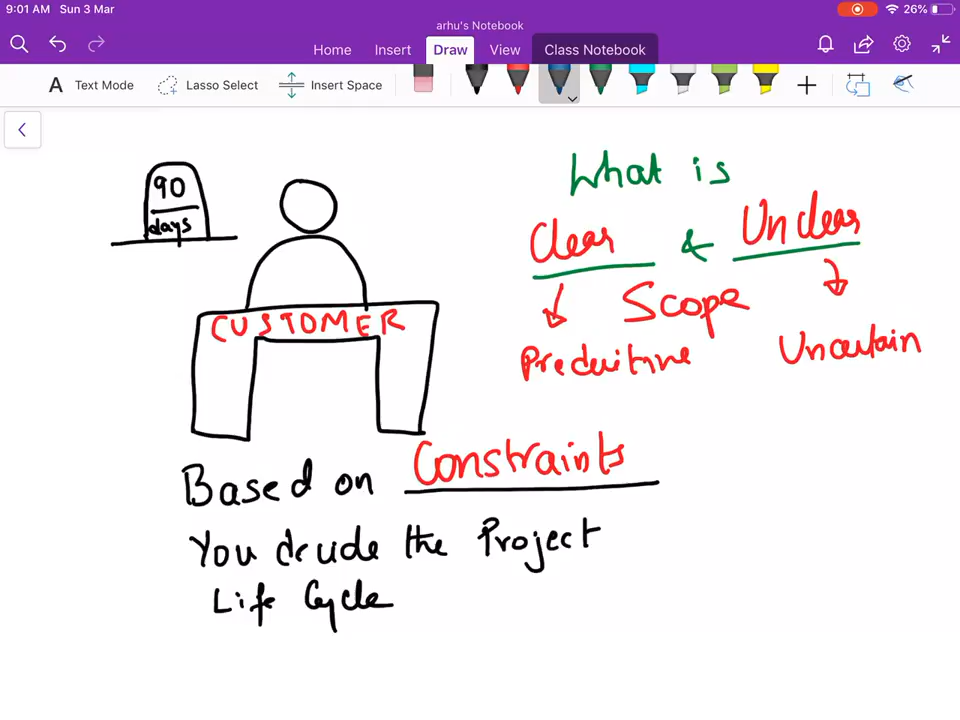 9:01 AM Sun 3 Mar
26%
arhu's Notebook
Home Insert Draw View Class Notebook
A Text Mode Lasso Select Insert Space
90
days
CUSTOMER
What is
Clear & Unclear
Scope
Predictive Uncertain
Based on Constraints
You decide the Project
Life Cycle